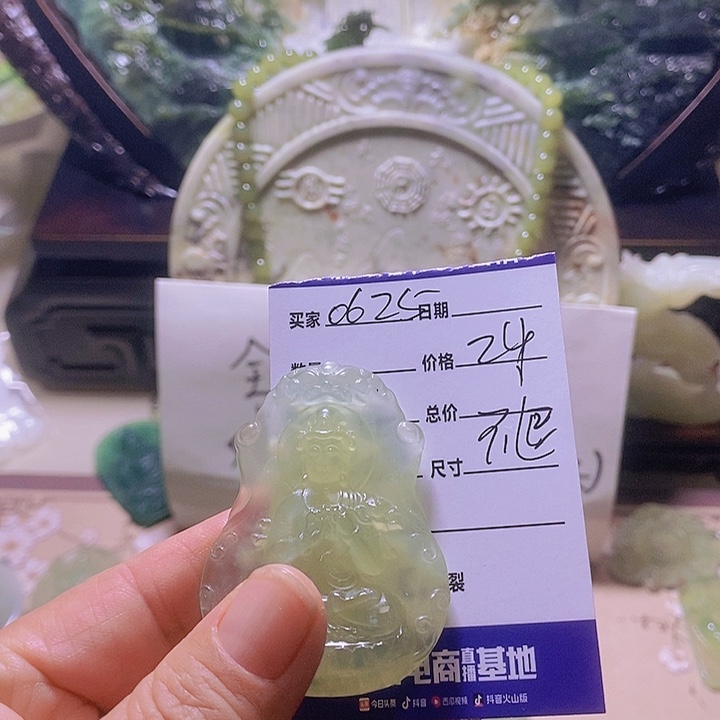 全
买家 0625 日期
价格 24
总价
尺寸
裂
电商直播基地
今日头条 抖音 西瓜视频 抖音火山版